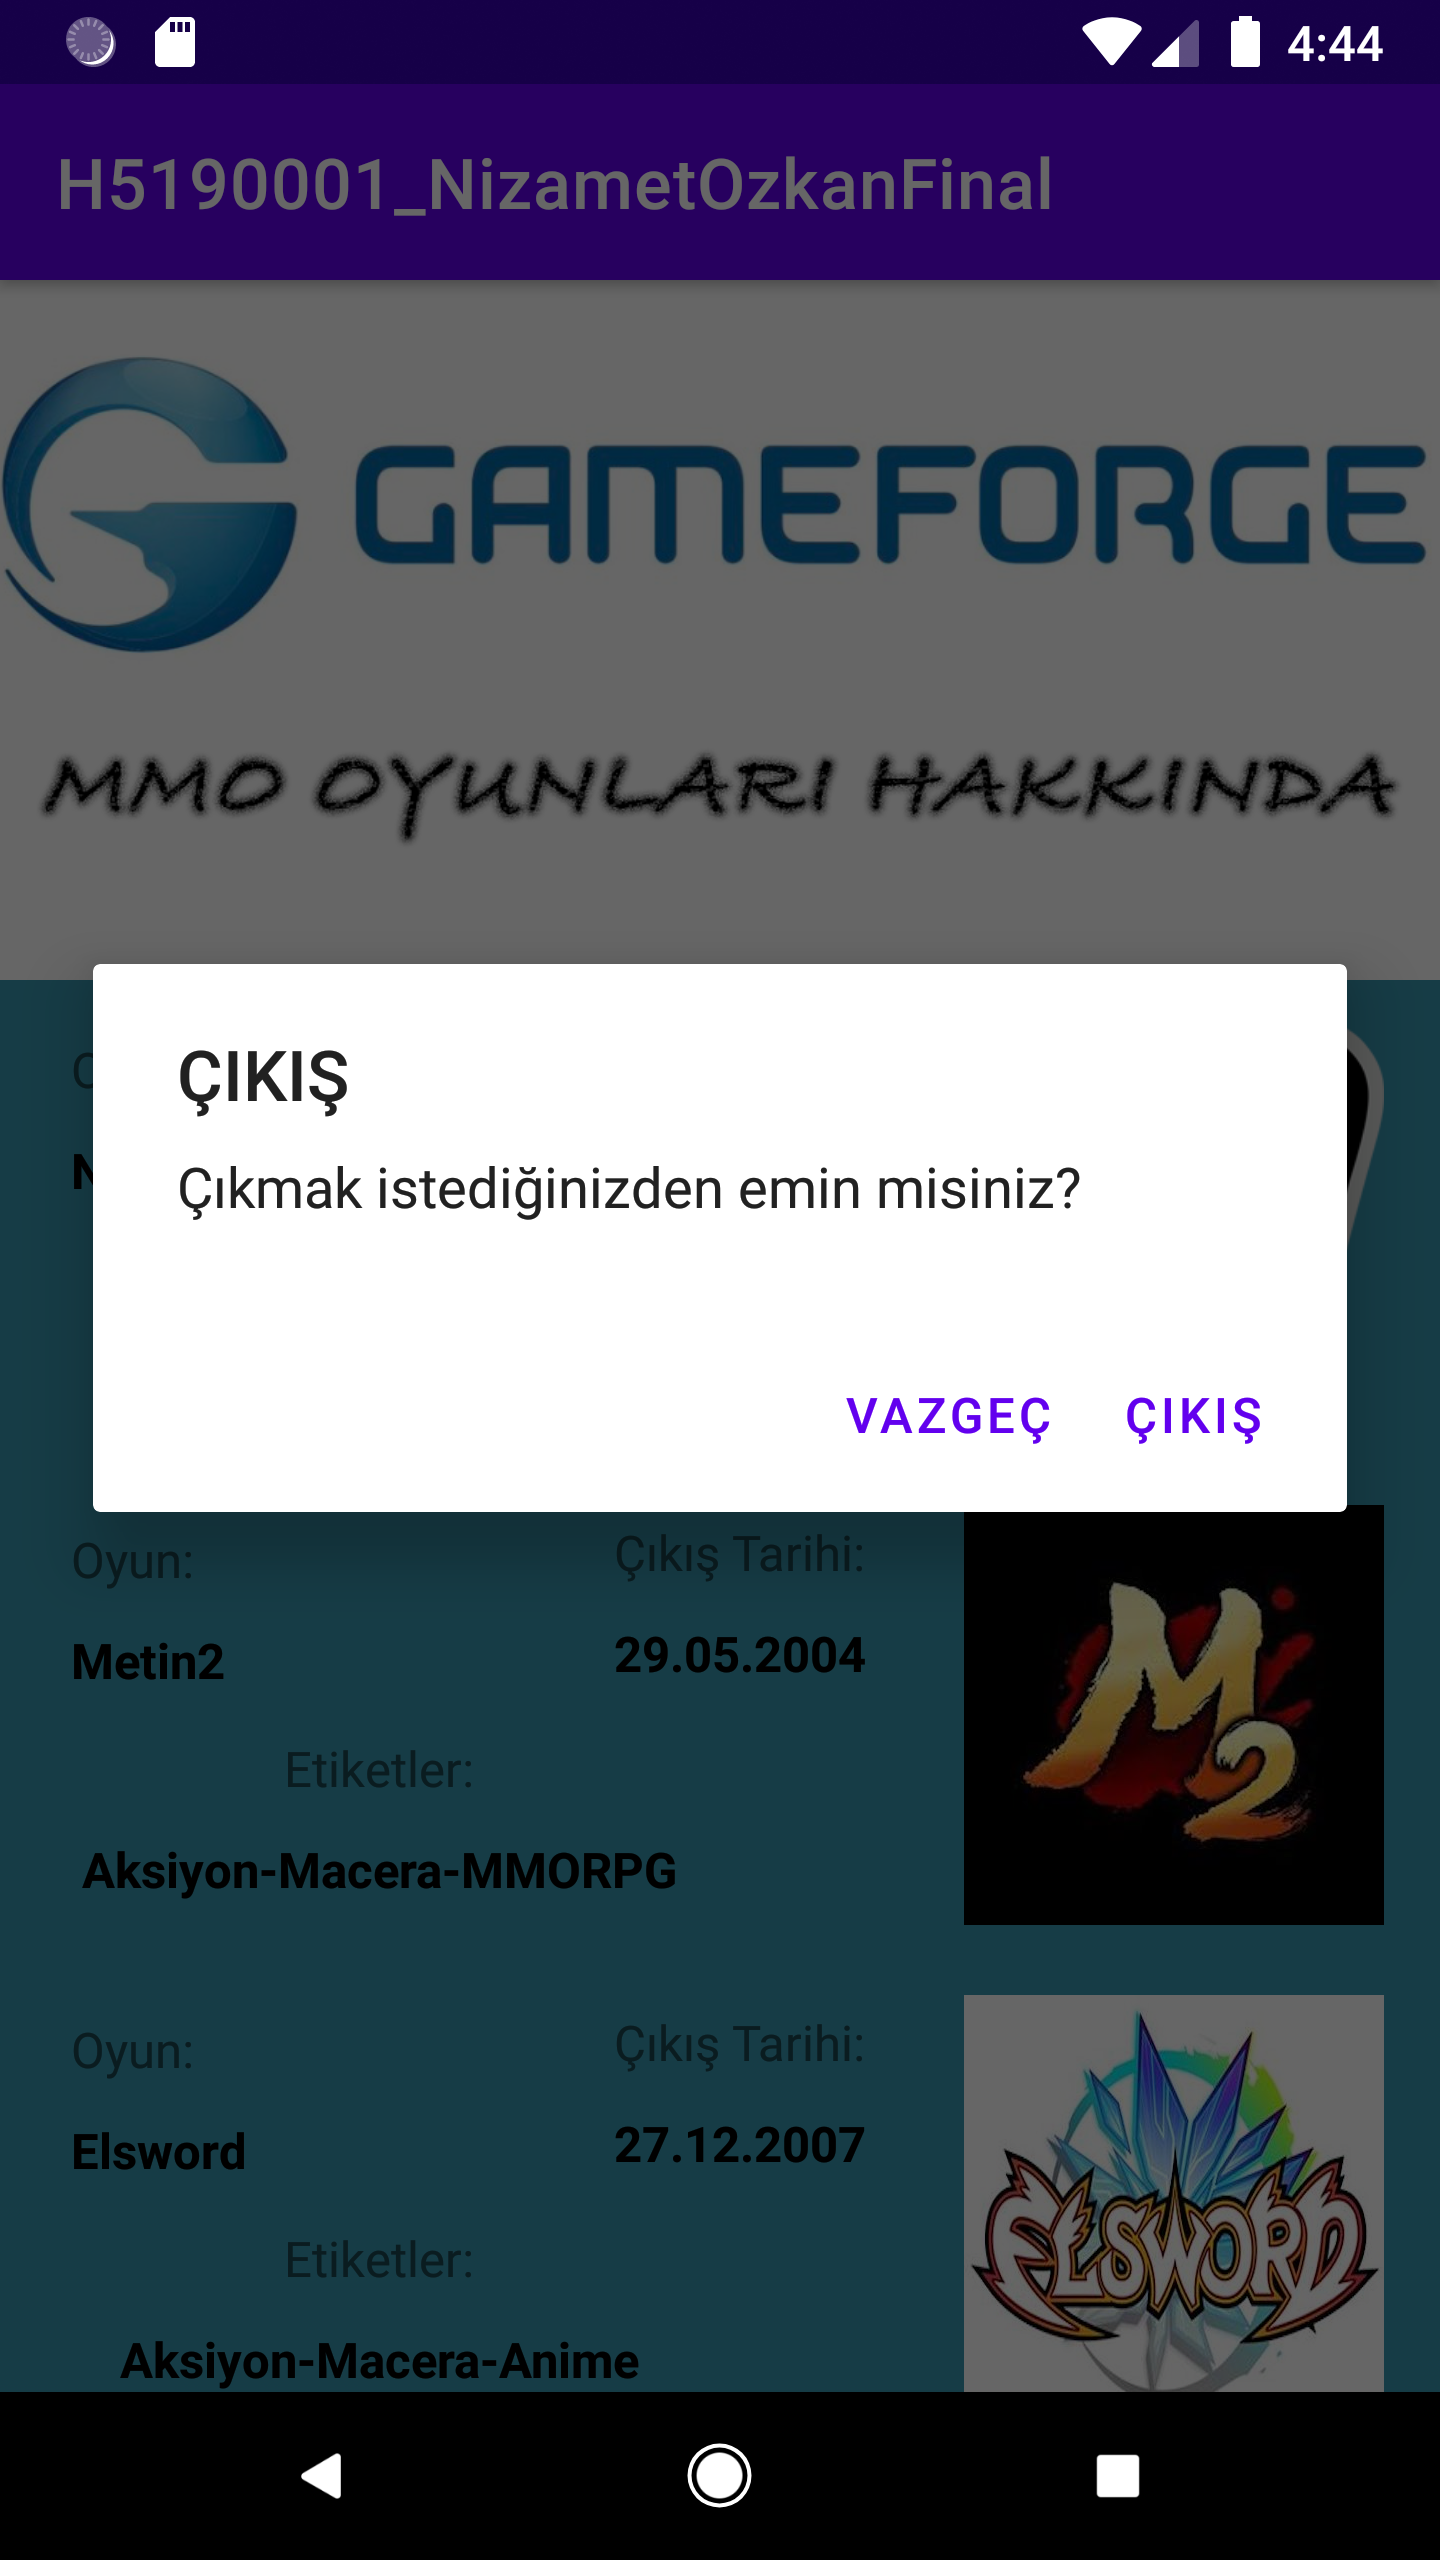 4:44
H5190001_NizametOzkanFinal
GAMEFORGE
MMO OYUNLARI HAKKINDA
ÇIKIŞ
Çıkmak istediğinizden emin misiniz?
VAZGEÇ ÇIKIŞ
Oyun: Çıkış Tarihi:
Metin2 29.05.2004
Etiketler:
Aksiyon-Macera-MMORPG
M2
Oyun: Çıkış Tarihi:
Elsword 27.12.2007
Etiketler:
Aksiyon-Macera-Anime
ELSWORD